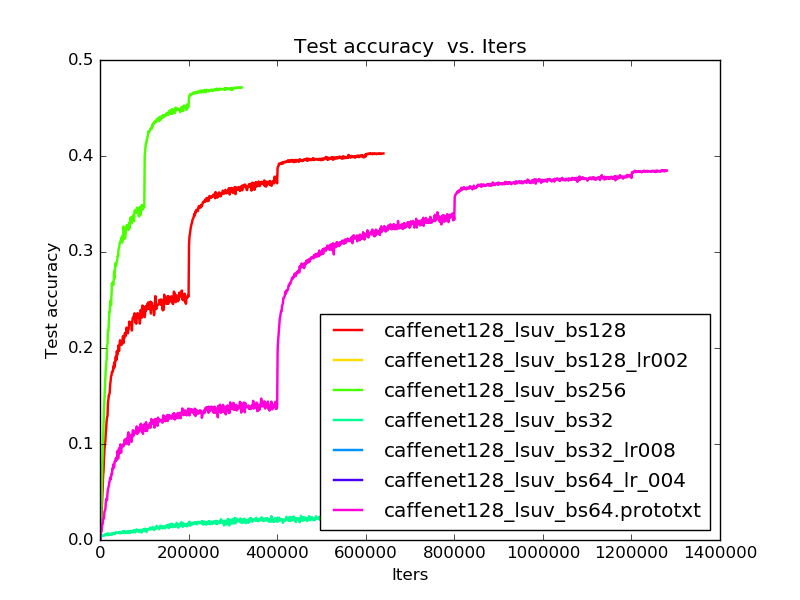 Test accuracy  vs. Iters
0.5
0.4
0.3
0.2
0.1
0.0
Test accuracy
caffenet128_lsuv_bs128
caffenet128_lsuv_bs128_lr002
caffenet128_lsuv_bs256
caffenet128_lsuv_bs32
caffenet128_lsuv_bs32_lr008
caffenet128_lsuv_bs64_lr_004
caffenet128_lsuv_bs64.prototxt
0 200000 400000 600000 800000 1000000 1200000 1400000
Iters